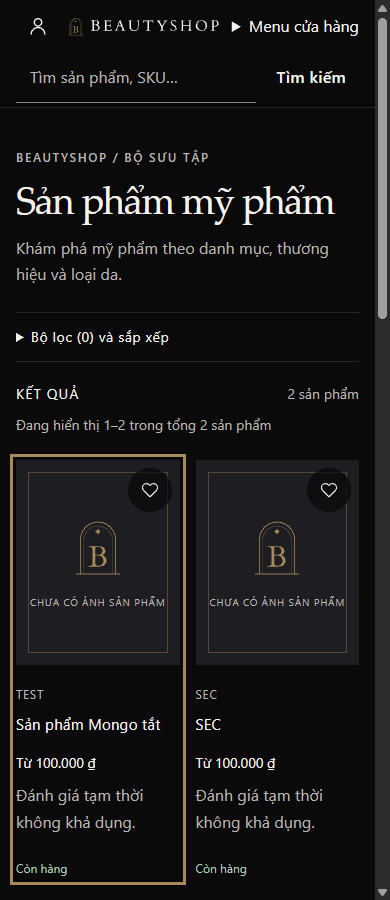 BEAUTYSHOP ▶ Menu cửa hàng
Tìm sản phẩm, SKU... Tìm kiếm
BEAUTYSHOP / BỘ SƯU TẬP
Sản phẩm mỹ phẩm
Khám phá mỹ phẩm theo danh mục, thương
hiệu và loại da.
▶ Bộ lọc (0) và sắp xếp
KẾT QUẢ 2 sản phẩm
Đang hiển thị 1–2 trong tổng 2 sản phẩm
B
CHƯA CÓ ẢNH SẢN PHẨM
TEST
Sản phẩm Mongo tắt
Từ 100.000 ₫
Đánh giá tạm thời
không khả dụng.
Còn hàng
B
CHƯA CÓ ẢNH SẢN PHẨM
SEC
SEC
Từ 100.000 ₫
Đánh giá tạm thời
không khả dụng.
Còn hàng